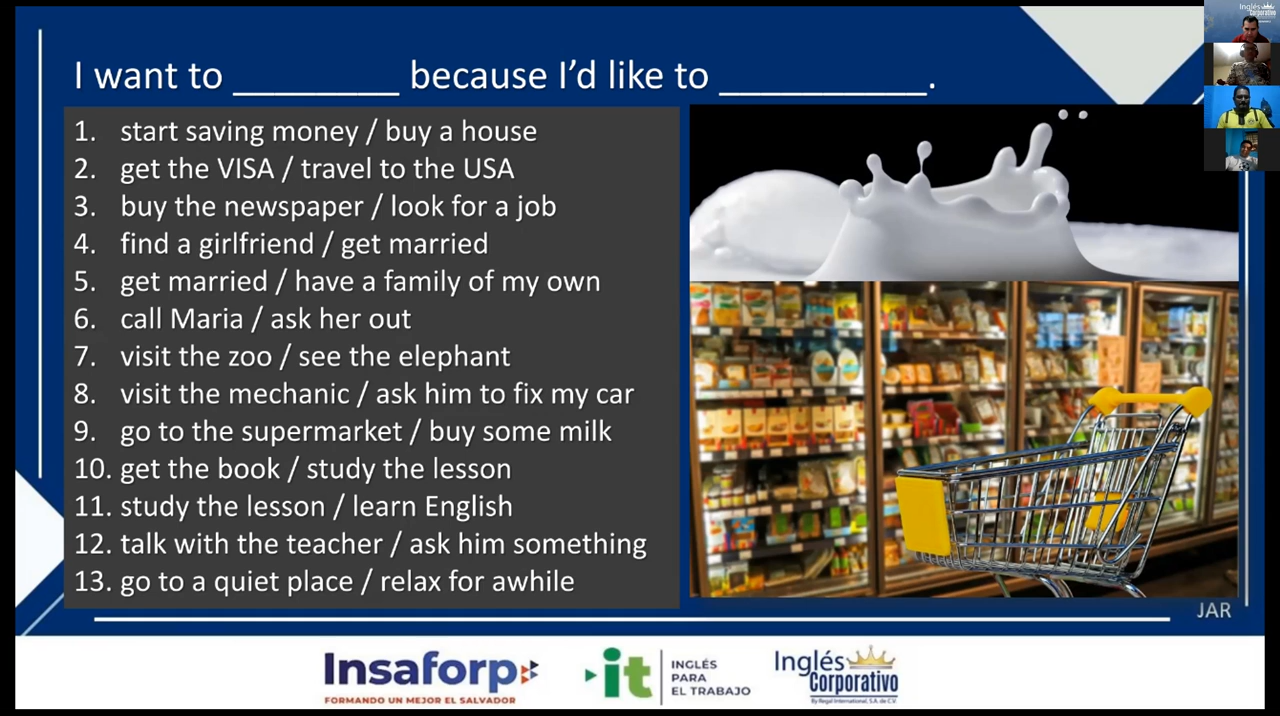 I want to ________ because I'd like to __________.
1. start saving money / buy a house
2. get the VISA / travel to the USA
3. buy the newspaper / look for a job
4. find a girlfriend / get married
5. get married / have a family of my own
6. call Maria / ask her out
7. visit the zoo / see the elephant
8. visit the mechanic / ask him to fix my car
9. go to the supermarket / buy some milk
10. get the book / study the lesson
11. study the lesson / learn English
12. talk with the teacher / ask him something
13. go to a quiet place / relax for awhile
JAR
Insaforp
FORMANDO UN MEJOR EL SALVADOR
it
INGLÉS
PARA
EL TRABAJO
Inglés
Corporativo
By Regal International, S.A. de C.V.
Inglés
Corporativo